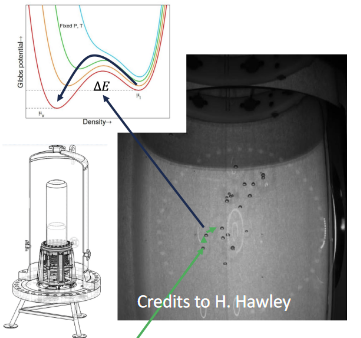 Fixed P, T
Gibbs potential→
ΔE
Density→
Credits to H. Hawley